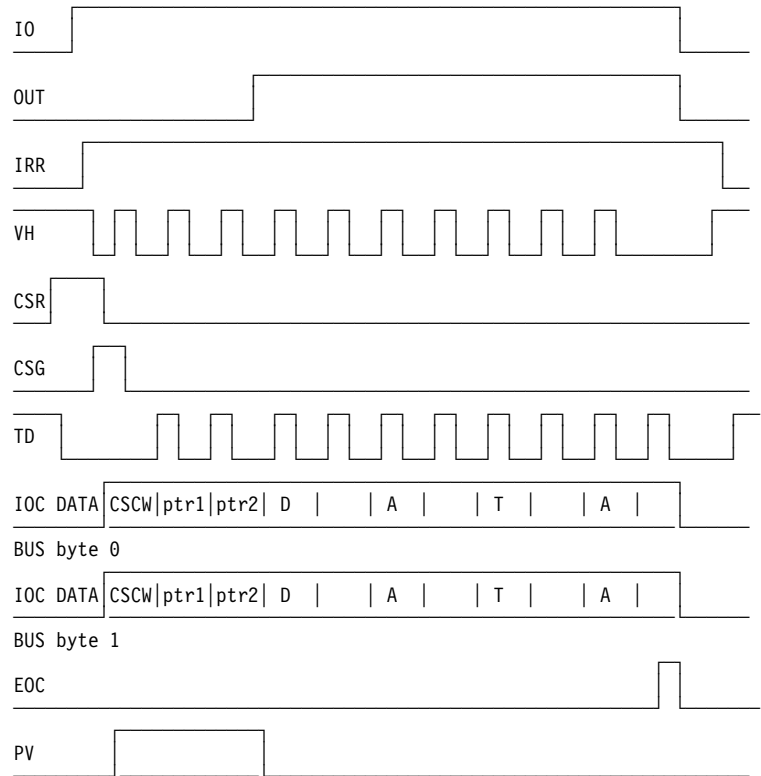 IO
OUT
IRR
VH
CSR
CSG
TD
IOC DATA CSCW|ptr1|ptr2| D | | A | | T | | A |
BUS byte 0
IOC DATA CSCW|ptr1|ptr2| D | | A | | T | | A |
BUS byte 1
EOC
PV